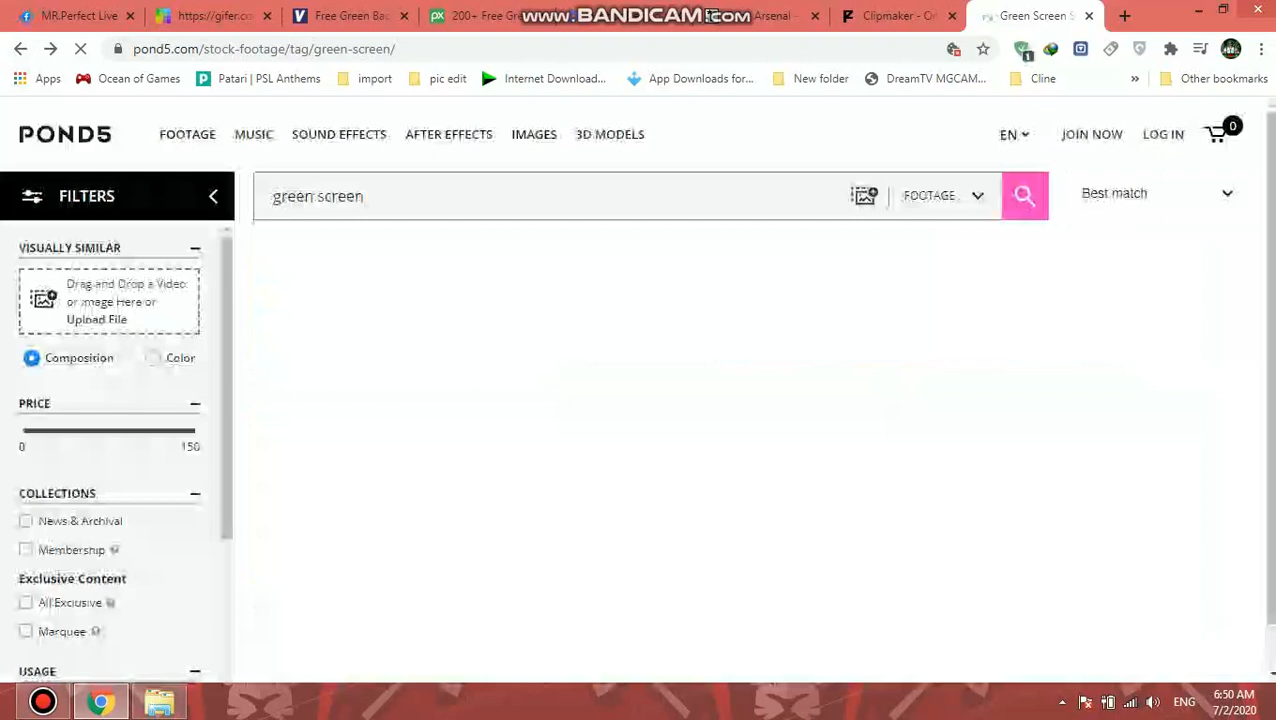 MR.Perfect Live
https://gifer.co
Free Green Bac
200+ Free Gre
www.BANDICAM.com
Arsenal -
Clipmaker - On
Green Screen S
pond5.com/stock-footage/tag/green-screen/
1
Apps
Ocean of Games
Patari | PSL Anthems
import
pic edit
Internet Download...
App Downloads for...
New folder
DreamTV MGCAM...
Cline
»
Other bookmarks
POND5
FOOTAGE
MUSIC
SOUND EFFECTS
AFTER EFFECTS
IMAGES
3D MODELS
EN
JOIN NOW
LOG IN
0
FILTERS
green screen
FOOTAGE
Best match
VISUALLY SIMILAR
Drag and Drop a Video
or Image Here or
Upload File
Composition
Color
PRICE
0
150
COLLECTIONS
News & Archival
Membership
Exclusive Content
All Exclusive
Marquee
USAGE
ENG
6:50 AM
7/2/2020